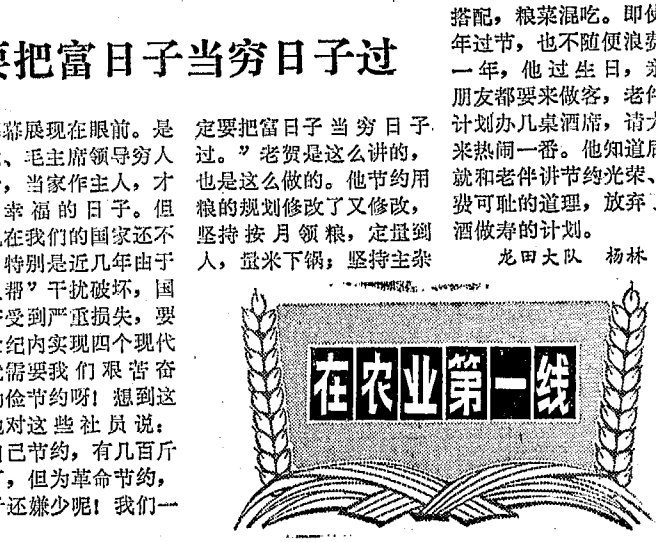 要把富日子当穷日子过
幕展现在眼前。是
、毛主席领导穷人
，当家作主人，才
幸福的日子。但
在我们的国家还不
特别是近几年由于
帮”干扰破坏，国
受到严重损失，要
纪内实现四个现代
需要我们艰苦奋
俭节约呀！想到这
对这些社员说：
己节约，有几百斤
，但为革命节约，
还嫌少呢！我们一
定要把富日子当穷日子
过。”老贺是这么讲的，
也是这么做的。他节约用
粮的规划修改了又修改，
坚持按月领粮，定量到
人，量米下锅；坚持主杂
搭配，粮菜混吃。即使
年过节，也不随便浪费
一年，他过生日，亲
朋友都要来做客，老伴
计划办几桌酒席，请大
来热闹一番。他知道后
就和老伴讲节约光荣、
费可耻的道理，放弃了
酒做寿的计划。
龙田大队 杨林
在农业第一线